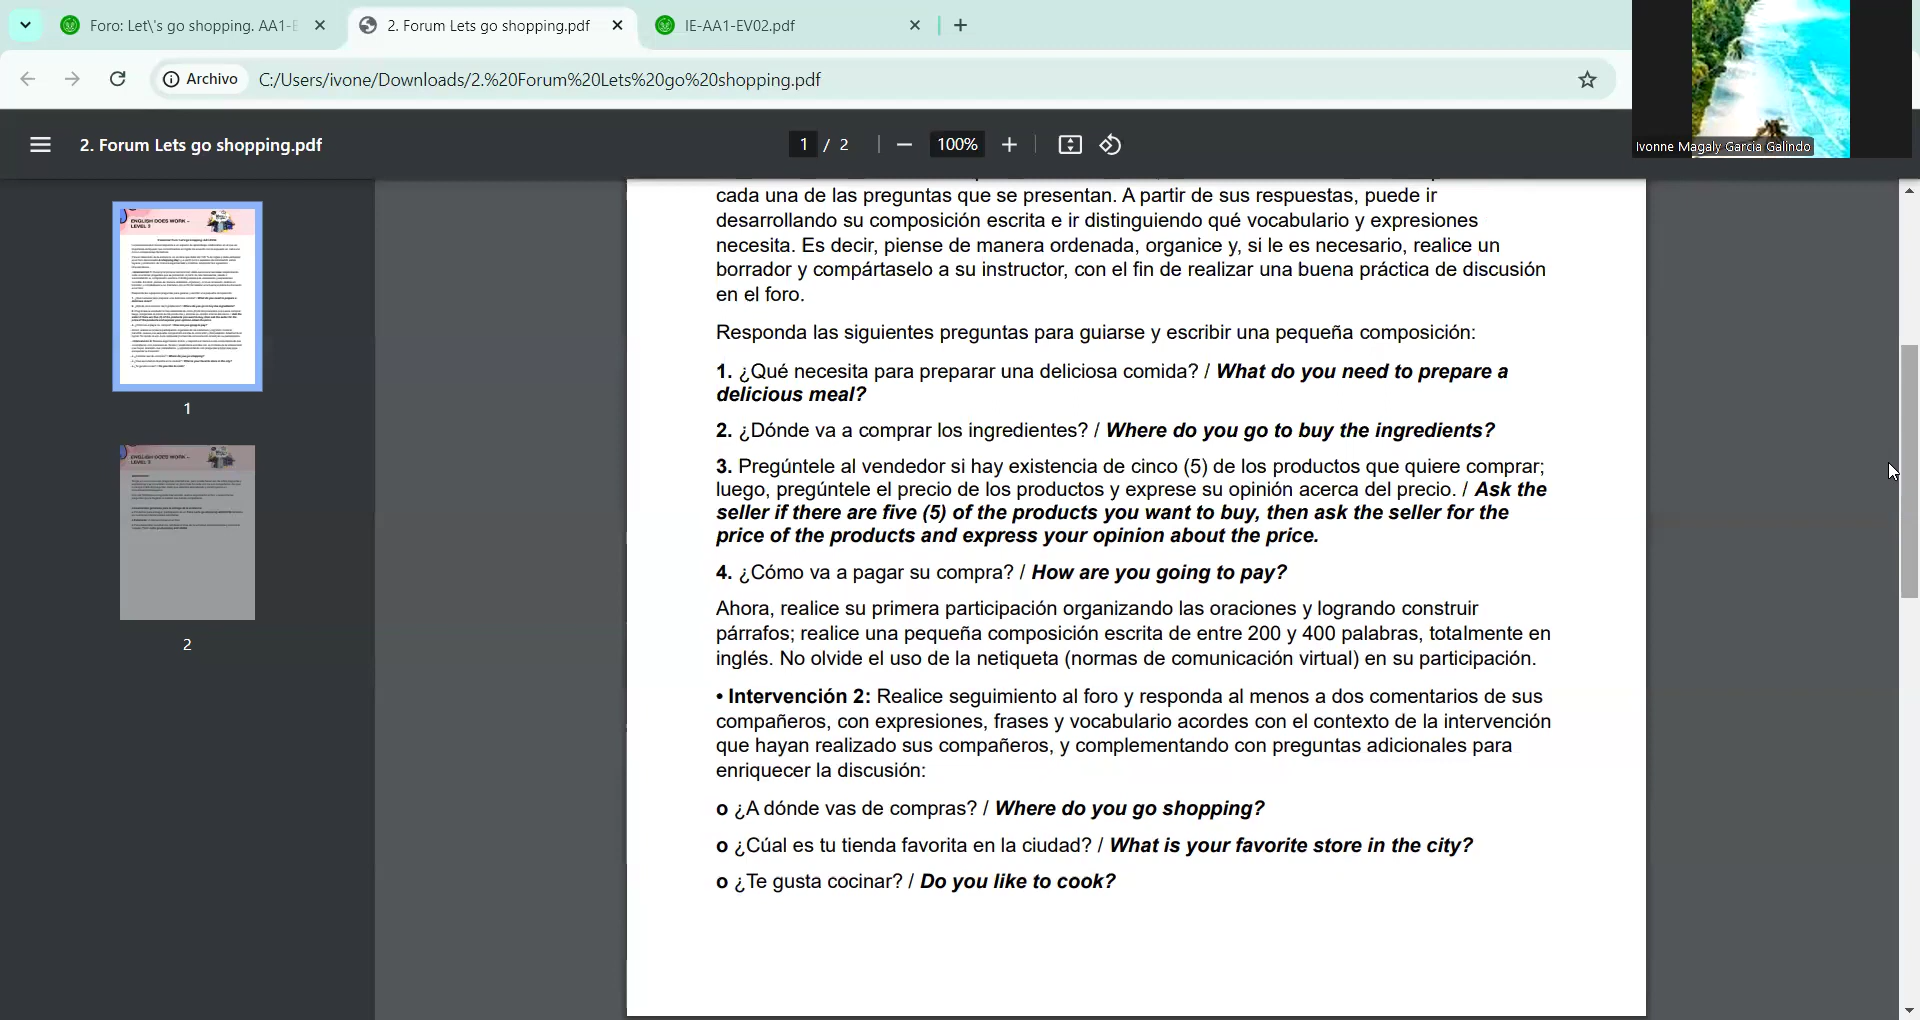 Foro: Let\'s go shopping. AA1-E
2. Forum Lets go shopping.pdf
IE-AA1-EV02.pdf
Archivo
C:/Users/ivone/Downloads/2.%20Forum%20Lets%20go%20shopping.pdf
Ivonne Magaly Garcia Galindo
2. Forum Lets go shopping.pdf
1 / 2
100%
ENGLISH DOES WORK -
LEVEL 3
1
ENGLISH DOES WORK -
LEVEL 3
2
cada una de las preguntas que se presentan. A partir de sus respuestas, puede ir
desarrollando su composición escrita e ir distinguiendo qué vocabulario y expresiones
necesita. Es decir, piense de manera ordenada, organice y, si le es necesario, realice un
borrador y compártaselo a su instructor, con el fin de realizar una buena práctica de discusión
en el foro.
Responda las siguientes preguntas para guiarse y escribir una pequeña composición:
1. ¿Qué necesita para preparar una deliciosa comida? / What do you need to prepare a
delicious meal?
2. ¿Dónde va a comprar los ingredientes? / Where do you go to buy the ingredients?
3. Pregúntele al vendedor si hay existencia de cinco (5) de los productos que quiere comprar;
luego, pregúntele el precio de los productos y exprese su opinión acerca del precio. / Ask the
seller if there are five (5) of the products you want to buy, then ask the seller for the
price of the products and express your opinion about the price.
4. ¿Cómo va a pagar su compra? / How are you going to pay?
Ahora, realice su primera participación organizando las oraciones y logrando construir
párrafos; realice una pequeña composición escrita de entre 200 y 400 palabras, totalmente en
inglés. No olvide el uso de la netiqueta (normas de comunicación virtual) en su participación.
• Intervención 2: Realice seguimiento al foro y responda al menos a dos comentarios de sus
compañeros, con expresiones, frases y vocabulario acordes con el contexto de la intervención
que hayan realizado sus compañeros, y complementando con preguntas adicionales para
enriquecer la discusión:
o ¿A dónde vas de compras? / Where do you go shopping?
o ¿Cúal es tu tienda favorita en la ciudad? / What is your favorite store in the city?
o ¿Te gusta cocinar? / Do you like to cook?